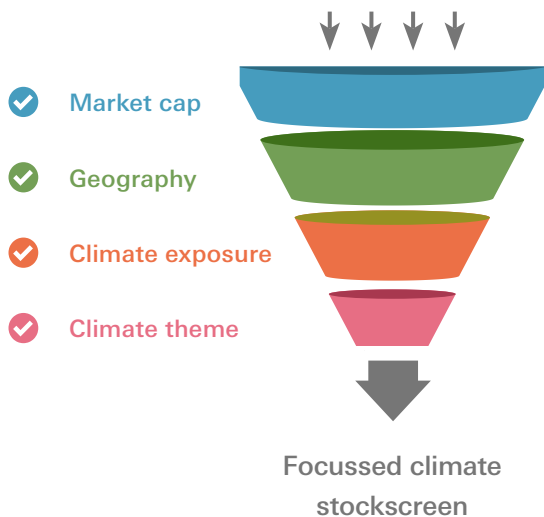 Market cap
Geography
Climate exposure
Climate theme
Focussed climate
stockscreen